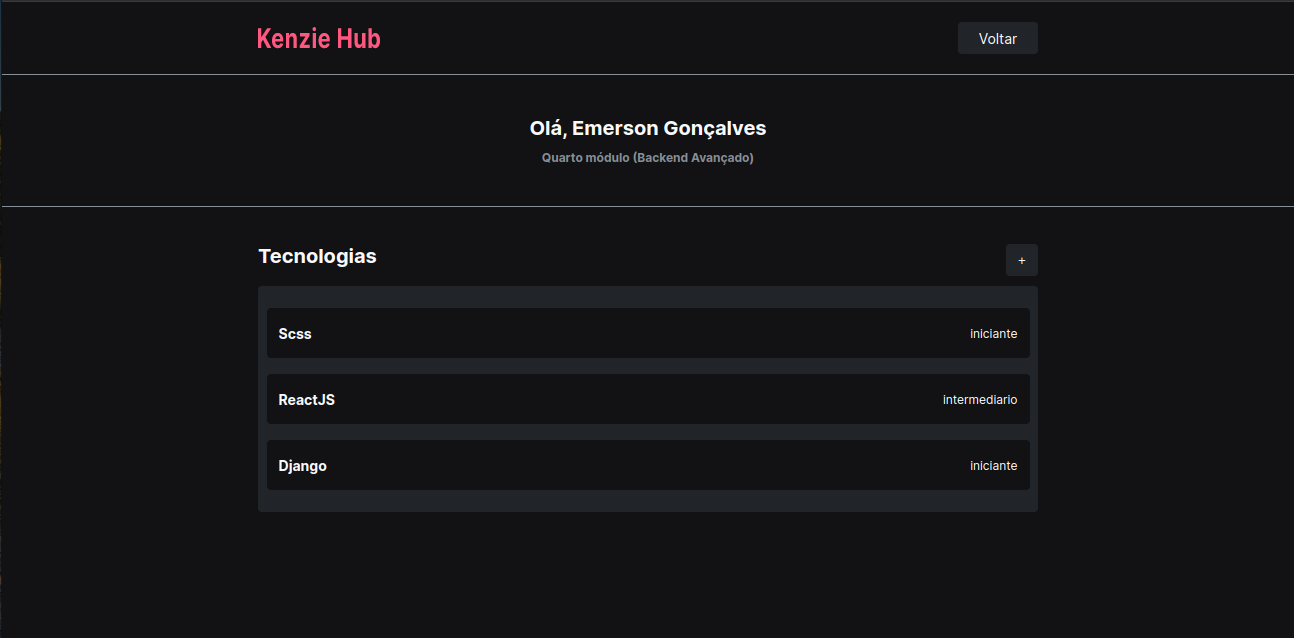 Kenzie Hub
Voltar
Olá, Emerson Gonçalves
Quarto módulo (Backend Avançado)
Tecnologias
+
Scss iniciante
ReactJS intermediario
Django iniciante